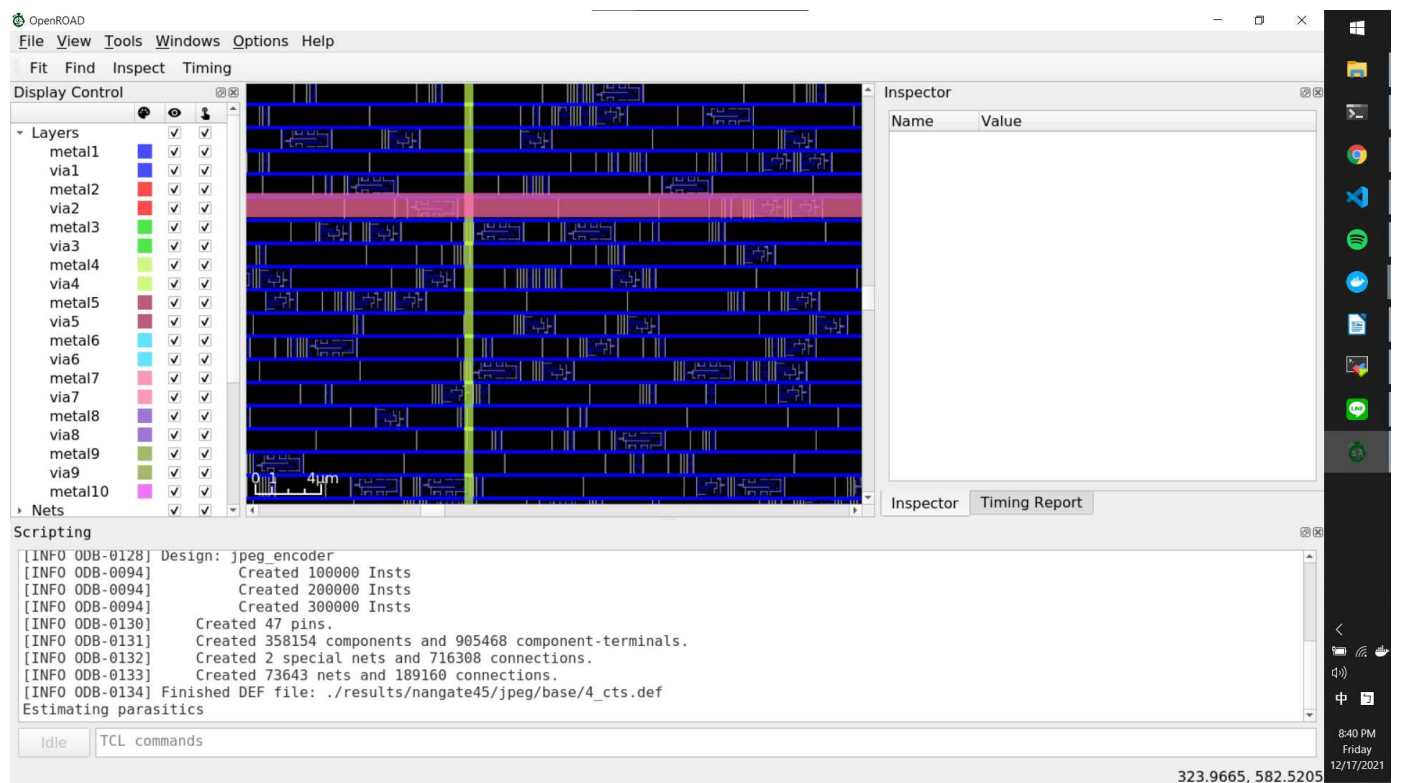 OpenROAD
File View Tools Windows Options Help
Fit Find Inspect Timing
Display Control
Layers
metal1
via1
metal2
via2
metal3
via3
metal4
via4
metal5
via5
metal6
via6
metal7
via7
metal8
via8
metal9
via9
metal10
Nets
0 1 4μm
Inspector
Name Value
Inspector Timing Report
Scripting
[INFO ODB-0128] Design: jpeg_encoder
[INFO ODB-0094] Created 100000 Insts
[INFO ODB-0094] Created 200000 Insts
[INFO ODB-0094] Created 300000 Insts
[INFO ODB-0130] Created 47 pins.
[INFO ODB-0131] Created 358154 components and 905468 component-terminals.
[INFO ODB-0132] Created 2 special nets and 716308 connections.
[INFO ODB-0133] Created 73643 nets and 189160 connections.
[INFO ODB-0134] Finished DEF file: ./results/nangate45/jpeg/base/4_cts.def
Estimating parasitics
Idle TCL commands
323.9665, 582.5205
LINE
中 ㄅ
8:40 PM
Friday
12/17/2021